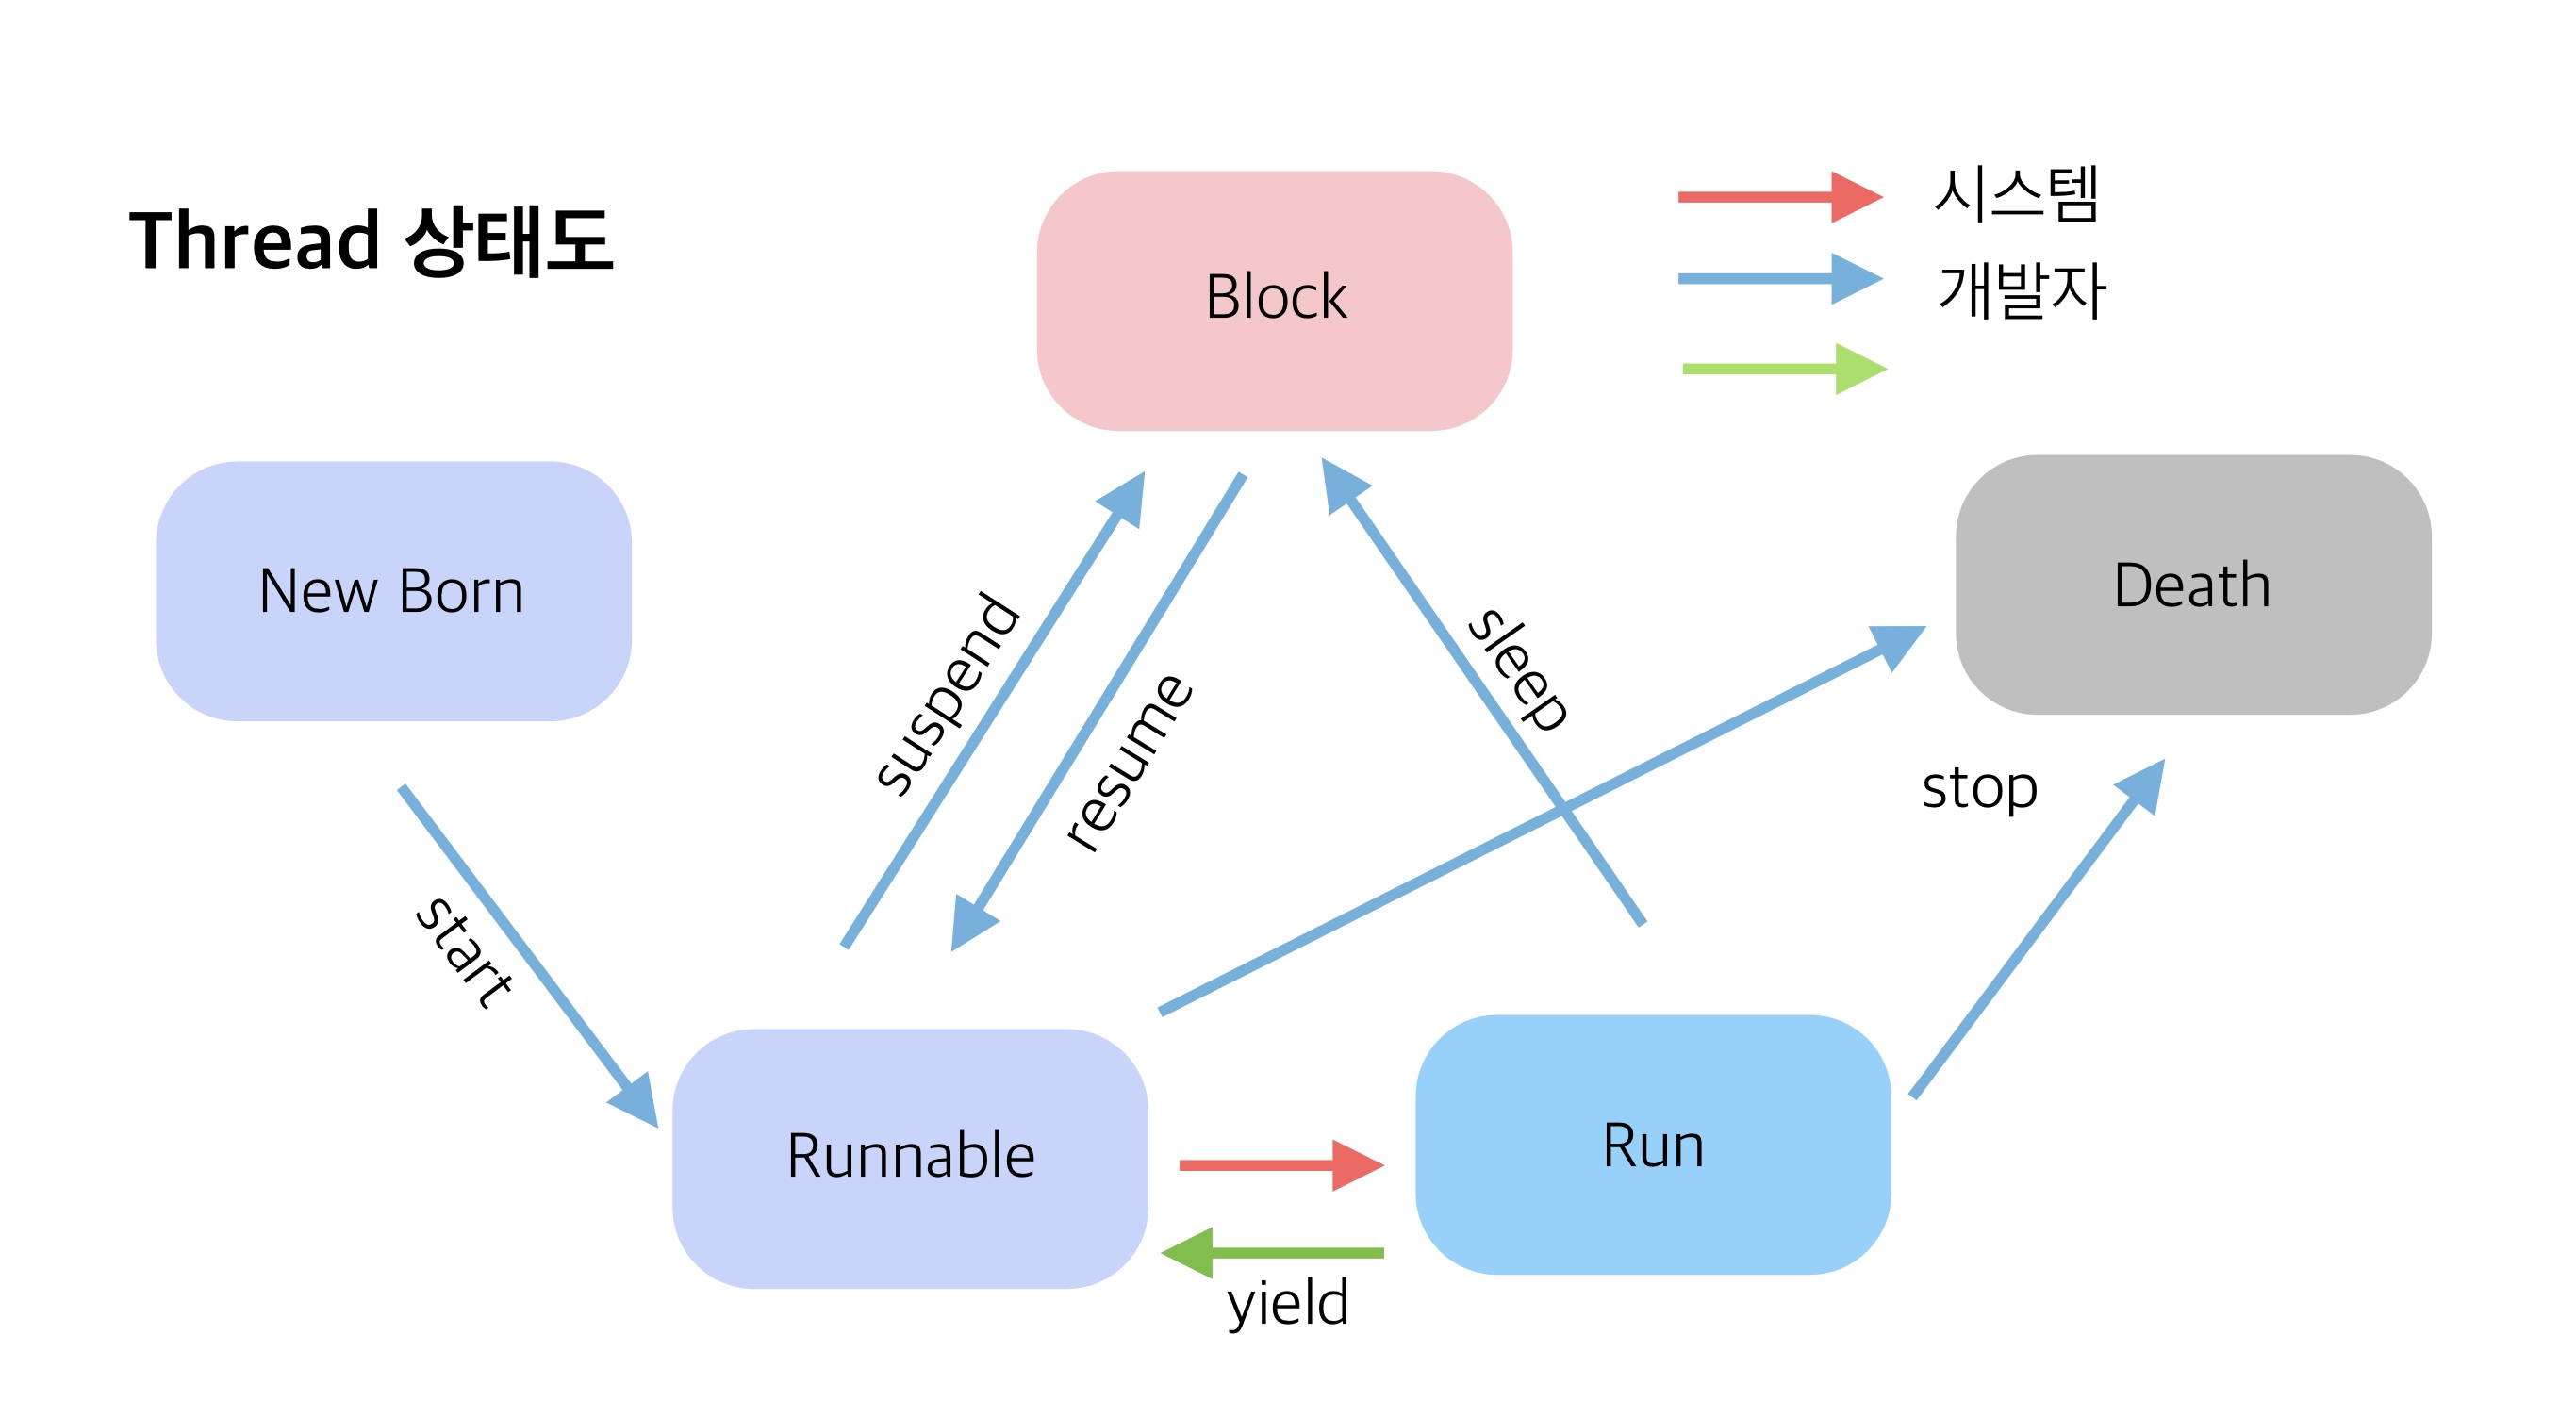 Thread 상태도
시스템
개발자
Block
New Born
Death
suspend
resume
sleep
stop
start
Runnable
Run
yield